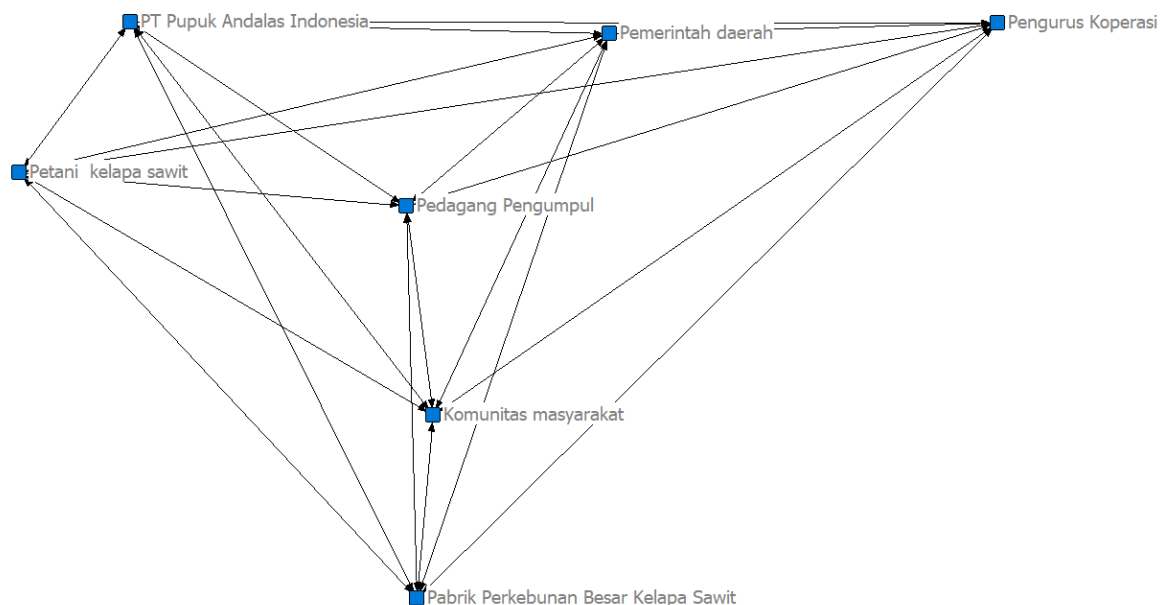 PT Pupuk Andalas Indonesia
Pemerintah daerah
Pengurus Koperasi
Petani kelapa sawit
Pedagang Pengumpul
Komunitas masyarakat
Pabrik Perkebunan Besar Kelapa Sawit